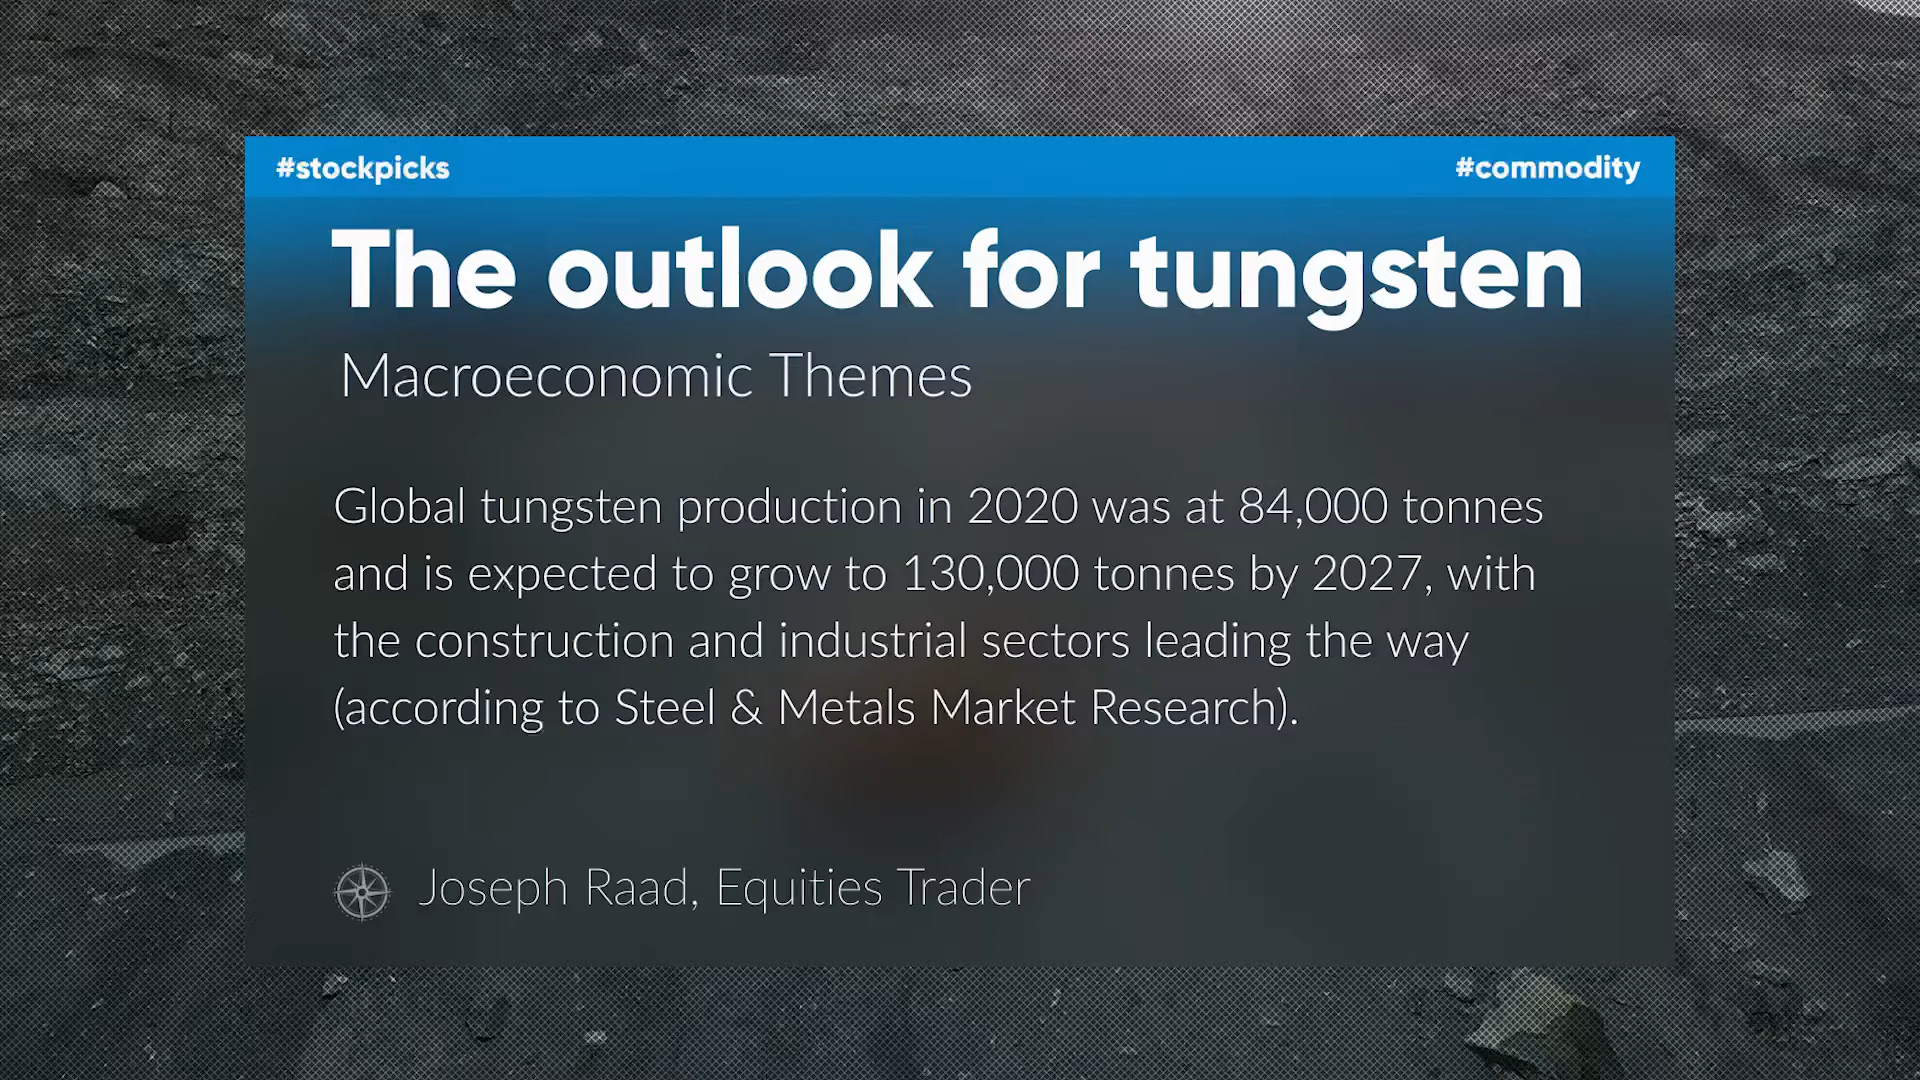 #stockpicks
#commodity
The outlook for tungsten
Macroeconomic Themes
Global tungsten production in 2020 was at 84,000 tonnes
and is expected to grow to 130,000 tonnes by 2027, with
the construction and industrial sectors leading the way
(according to Steel & Metals Market Research).
Joseph Raad, Equities Trader